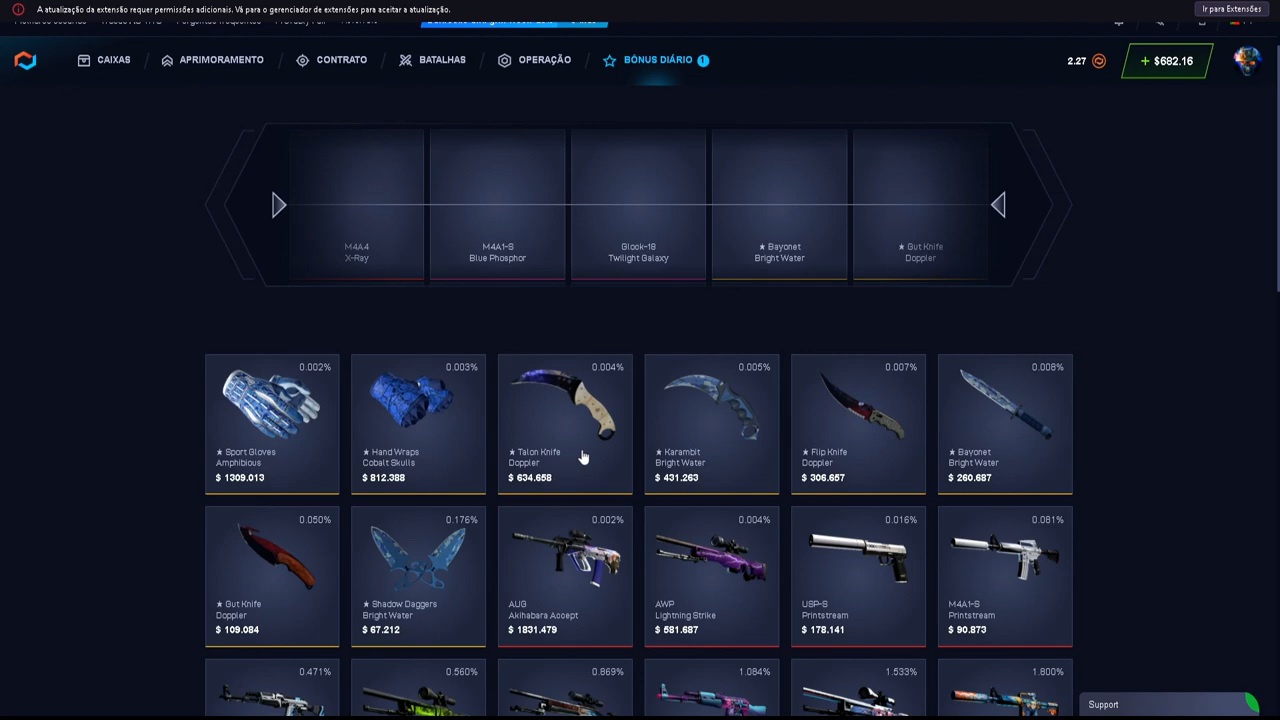 A atualização da extensão requer permissões adicionais. Vá para o gerenciador de extensões para aceitar a atualização.
Ir para Extensões
CAIXAS
APRIMORAMENTO
CONTRATO
BATALHAS
OPERAÇÃO
BÓNUS DIÁRIO 1
2.27
+ $682.16
M4A4
X-Ray
M4A1-S
Blue Phosphor
Glock-18
Twilight Galaxy
★ Bayonet
Bright Water
★ Gut Knife
Doppler
0.002%
★ Sport Gloves
Amphibious
$ 1309.013
0.003%
★ Hand Wraps
Cobalt Skulls
$ 812.388
0.004%
★ Talon Knife
Doppler
$ 634.658
0.005%
★ Karambit
Bright Water
$ 431.263
0.007%
★ Flip Knife
Doppler
$ 306.657
0.008%
★ Bayonet
Bright Water
$ 260.687
0.050%
★ Gut Knife
Doppler
$ 109.084
0.176%
★ Shadow Daggers
Bright Water
$ 67.212
0.002%
AUG
Akihabara Accept
$ 1831.479
0.004%
AWP
Lightning Strike
$ 581.687
0.016%
USP-S
Printstream
$ 178.141
0.081%
M4A1-S
Printstream
$ 90.873
0.471%
0.560%
0.869%
1.084%
1.533%
1.800%
Support